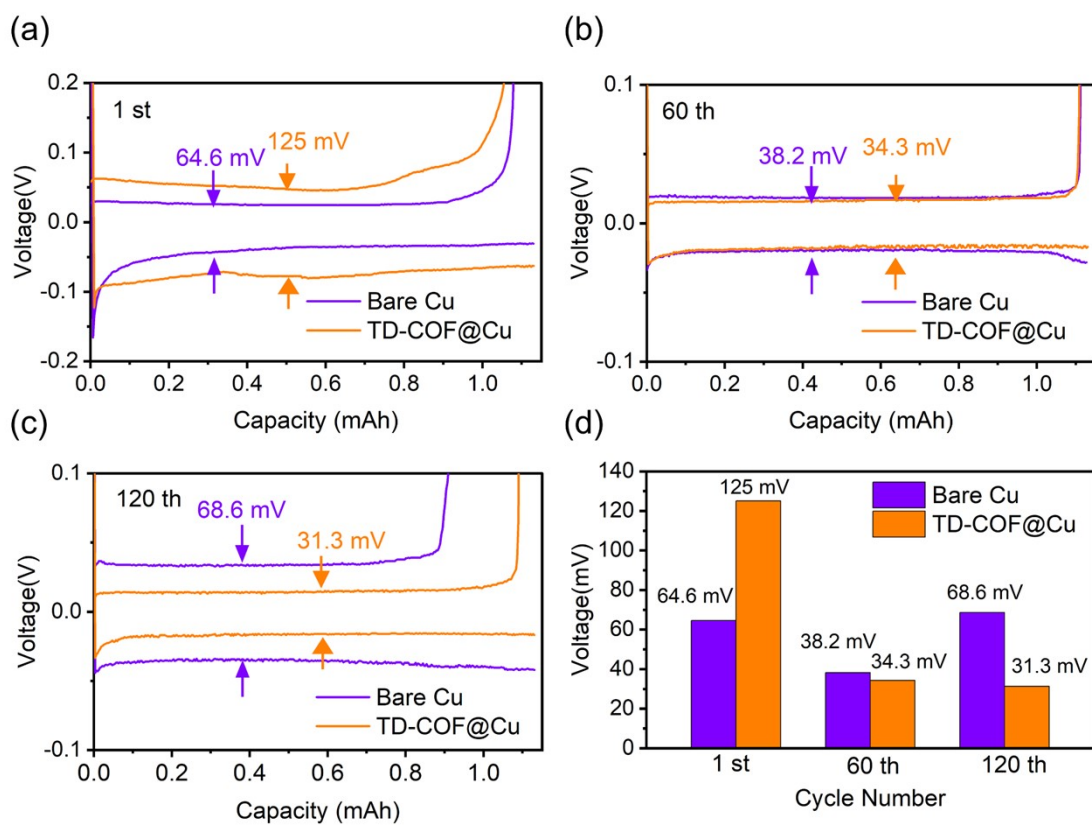 (a)
0.2
0.1
0.0
-0.1
-0.2
Voltage(V)
1 st
64.6 mV
125 mV
Bare Cu
TD-COF@Cu
0.0 0.2 0.4 0.6 0.8 1.0
Capacity (mAh)
(b)
0.1
0.0
-0.1
Voltage(V)
60 th
38.2 mV
34.3 mV
Bare Cu
TD-COF@Cu
0.0 0.2 0.4 0.6 0.8 1.0
Capacity (mAh)
(c)
0.1
0.0
-0.1
Voltage(V)
120 th
68.6 mV
31.3 mV
Bare Cu
TD-COF@Cu
0.0 0.2 0.4 0.6 0.8 1.0
Capacity (mAh)
(d)
140
120
100
80
60
40
20
0
Voltage(mV)
125 mV
Bare Cu
TD-COF@Cu
64.6 mV
38.2 mV
34.3 mV
68.6 mV
31.3 mV
1 st 60 th 120 th
Cycle Number